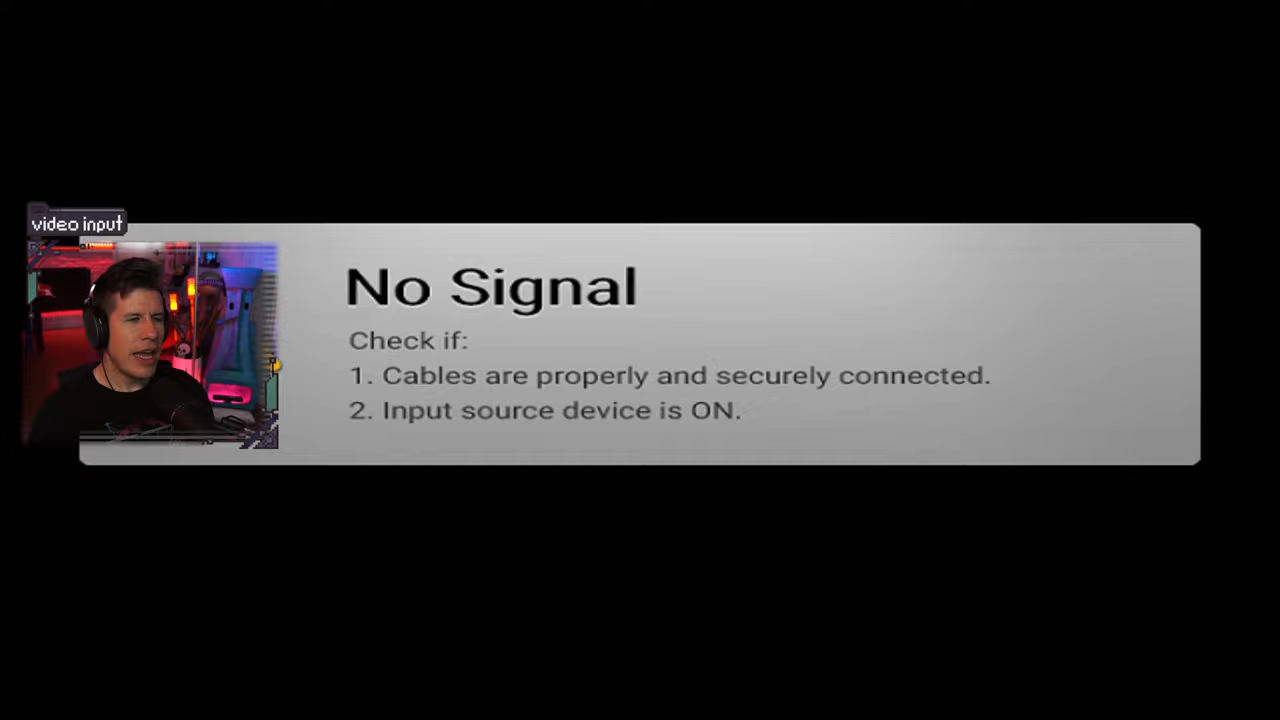 video input
No Signal
Check if:
1. Cables are properly and securely connected.
2. Input source device is ON.